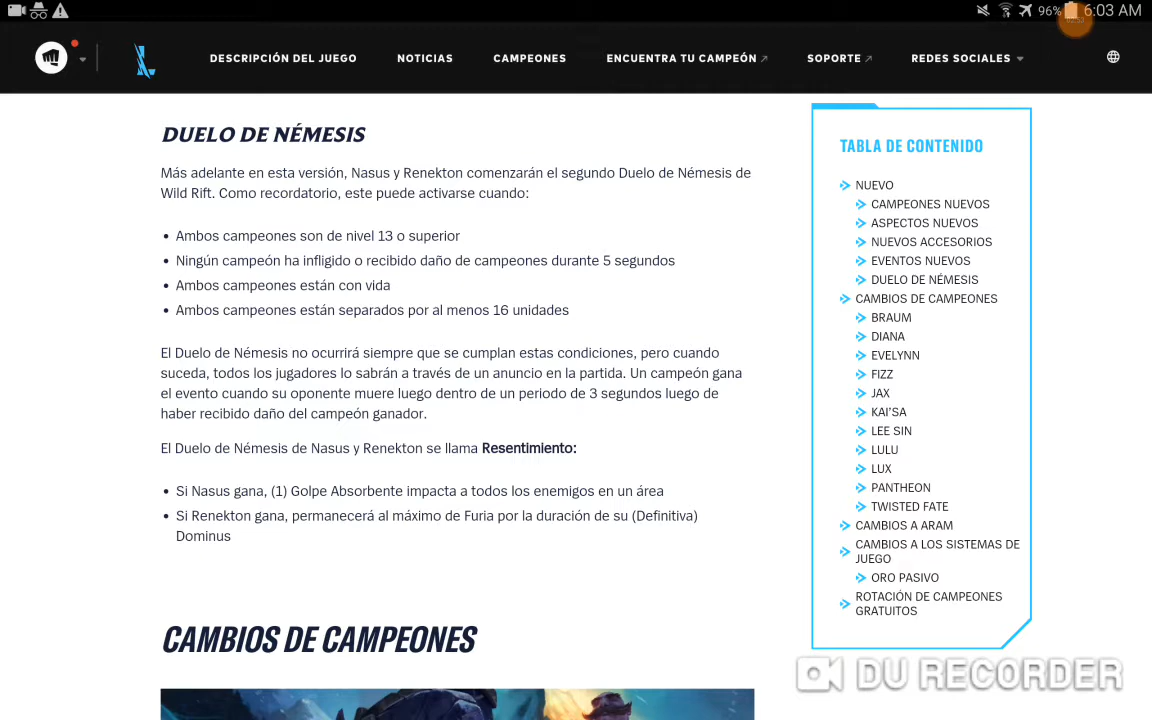 96% 6:03 AM
DESCRIPCIÓN DEL JUEGO NOTICIAS CAMPEONES ENCUENTRA TU CAMPEÓN SOPORTE REDES SOCIALES
DUELO DE NÉMESIS
Más adelante en esta versión, Nasus y Renekton comenzarán el segundo Duelo de Némesis de
Wild Rift. Como recordatorio, este puede activarse cuando:
• Ambos campeones son de nivel 13 o superior
• Ningún campeón ha infligido o recibido daño de campeones durante 5 segundos
• Ambos campeones están con vida
• Ambos campeones están separados por al menos 16 unidades
El Duelo de Némesis no ocurrirá siempre que se cumplan estas condiciones, pero cuando
suceda, todos los jugadores lo sabrán a través de un anuncio en la partida. Un campeón gana
el evento cuando su oponente muere luego dentro de un periodo de 3 segundos luego de
haber recibido daño del campeón ganador.
El Duelo de Némesis de Nasus y Renekton se llama Resentimiento:
• Si Nasus gana, (1) Golpe Absorbente impacta a todos los enemigos en un área
• Si Renekton gana, permanecerá al máximo de Furia por la duración de su (Definitiva)
Dominus
CAMBIOS DE CAMPEONES
TABLA DE CONTENIDO
NUEVO
CAMPEONES NUEVOS
ASPECTOS NUEVOS
NUEVOS ACCESORIOS
EVENTOS NUEVOS
DUELO DE NÉMESIS
CAMBIOS DE CAMPEONES
BRAUM
DIANA
EVELYNN
FIZZ
JAX
KAI'SA
LEE SIN
LULU
LUX
PANTHEON
TWISTED FATE
CAMBIOS A ARAM
CAMBIOS A LOS SISTEMAS DE
JUEGO
ORO PASIVO
ROTACIÓN DE CAMPEONES
GRATUITOS
DU RECORDER